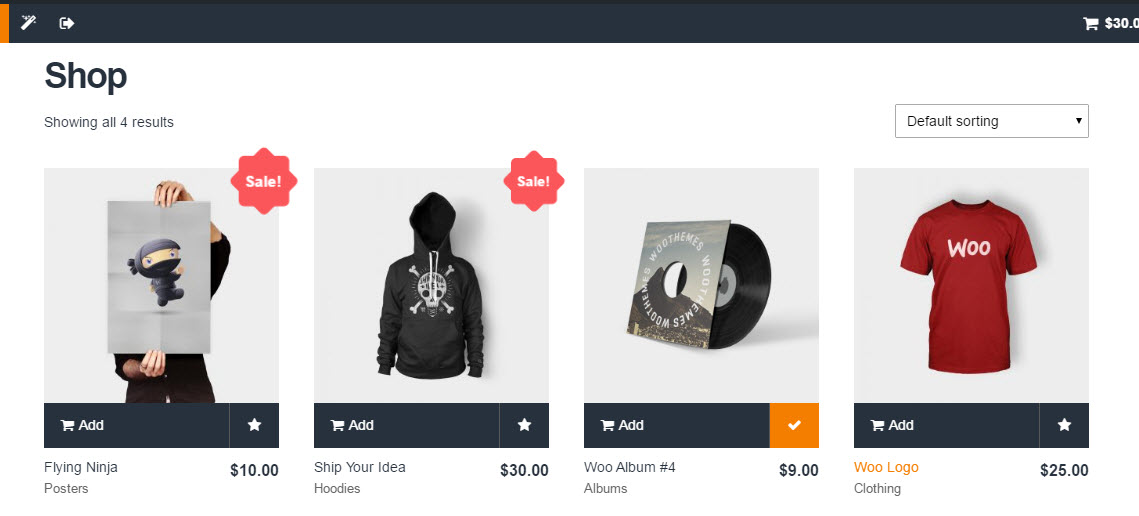 $30.0
Shop
Showing all 4 results
Default sorting
Sale!
Sale!
WOOTHEMES WOOTHEMES WOOTHEMES
Woo
Add
Add
Add
Add
Flying Ninja
$10.00
Ship Your Idea
$30.00
Woo Album #4
$9.00
Woo Logo
$25.00
Posters
Hoodies
Albums
Clothing